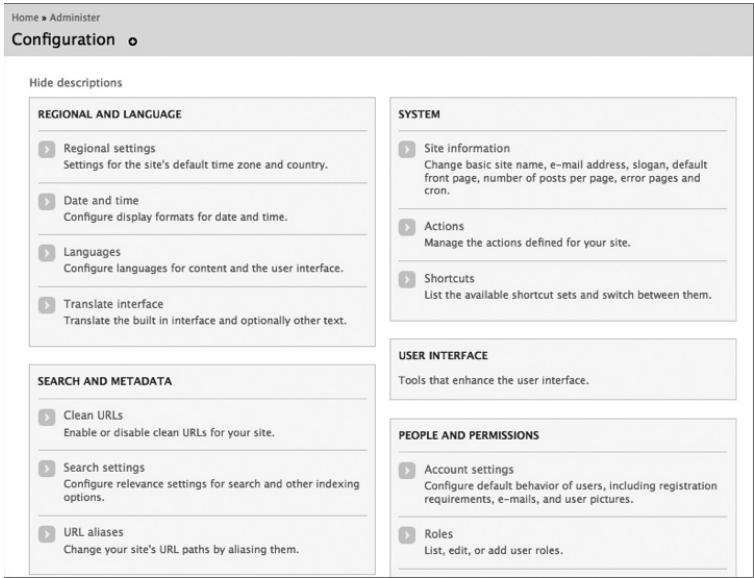 Home » Administer
Configuration
Hide descriptions
REGIONAL AND LANGUAGE
Regional settings
Settings for the site's default time zone and country.
Date and time
Configure display formats for date and time.
Languages
Configure languages for content and the user interface.
Translate interface
Translate the built in interface and optionally other text.
SEARCH AND METADATA
Clean URLs
Enable or disable clean URLs for your site.
Search settings
Configure relevance settings for search and other indexing
options.
URL aliases
Change your site's URL paths by aliasing them.
SYSTEM
Site information
Change basic site name, e-mail address, slogan, default
front page, number of posts per page, error pages and
cron.
Actions
Manage the actions defined for your site.
Shortcuts
List the available shortcut sets and switch between them.
USER INTERFACE
Tools that enhance the user interface.
PEOPLE AND PERMISSIONS
Account settings
Configure default behavior of users, including registration
requirements, e-mails, and user pictures.
Roles
List, edit, or add user roles.